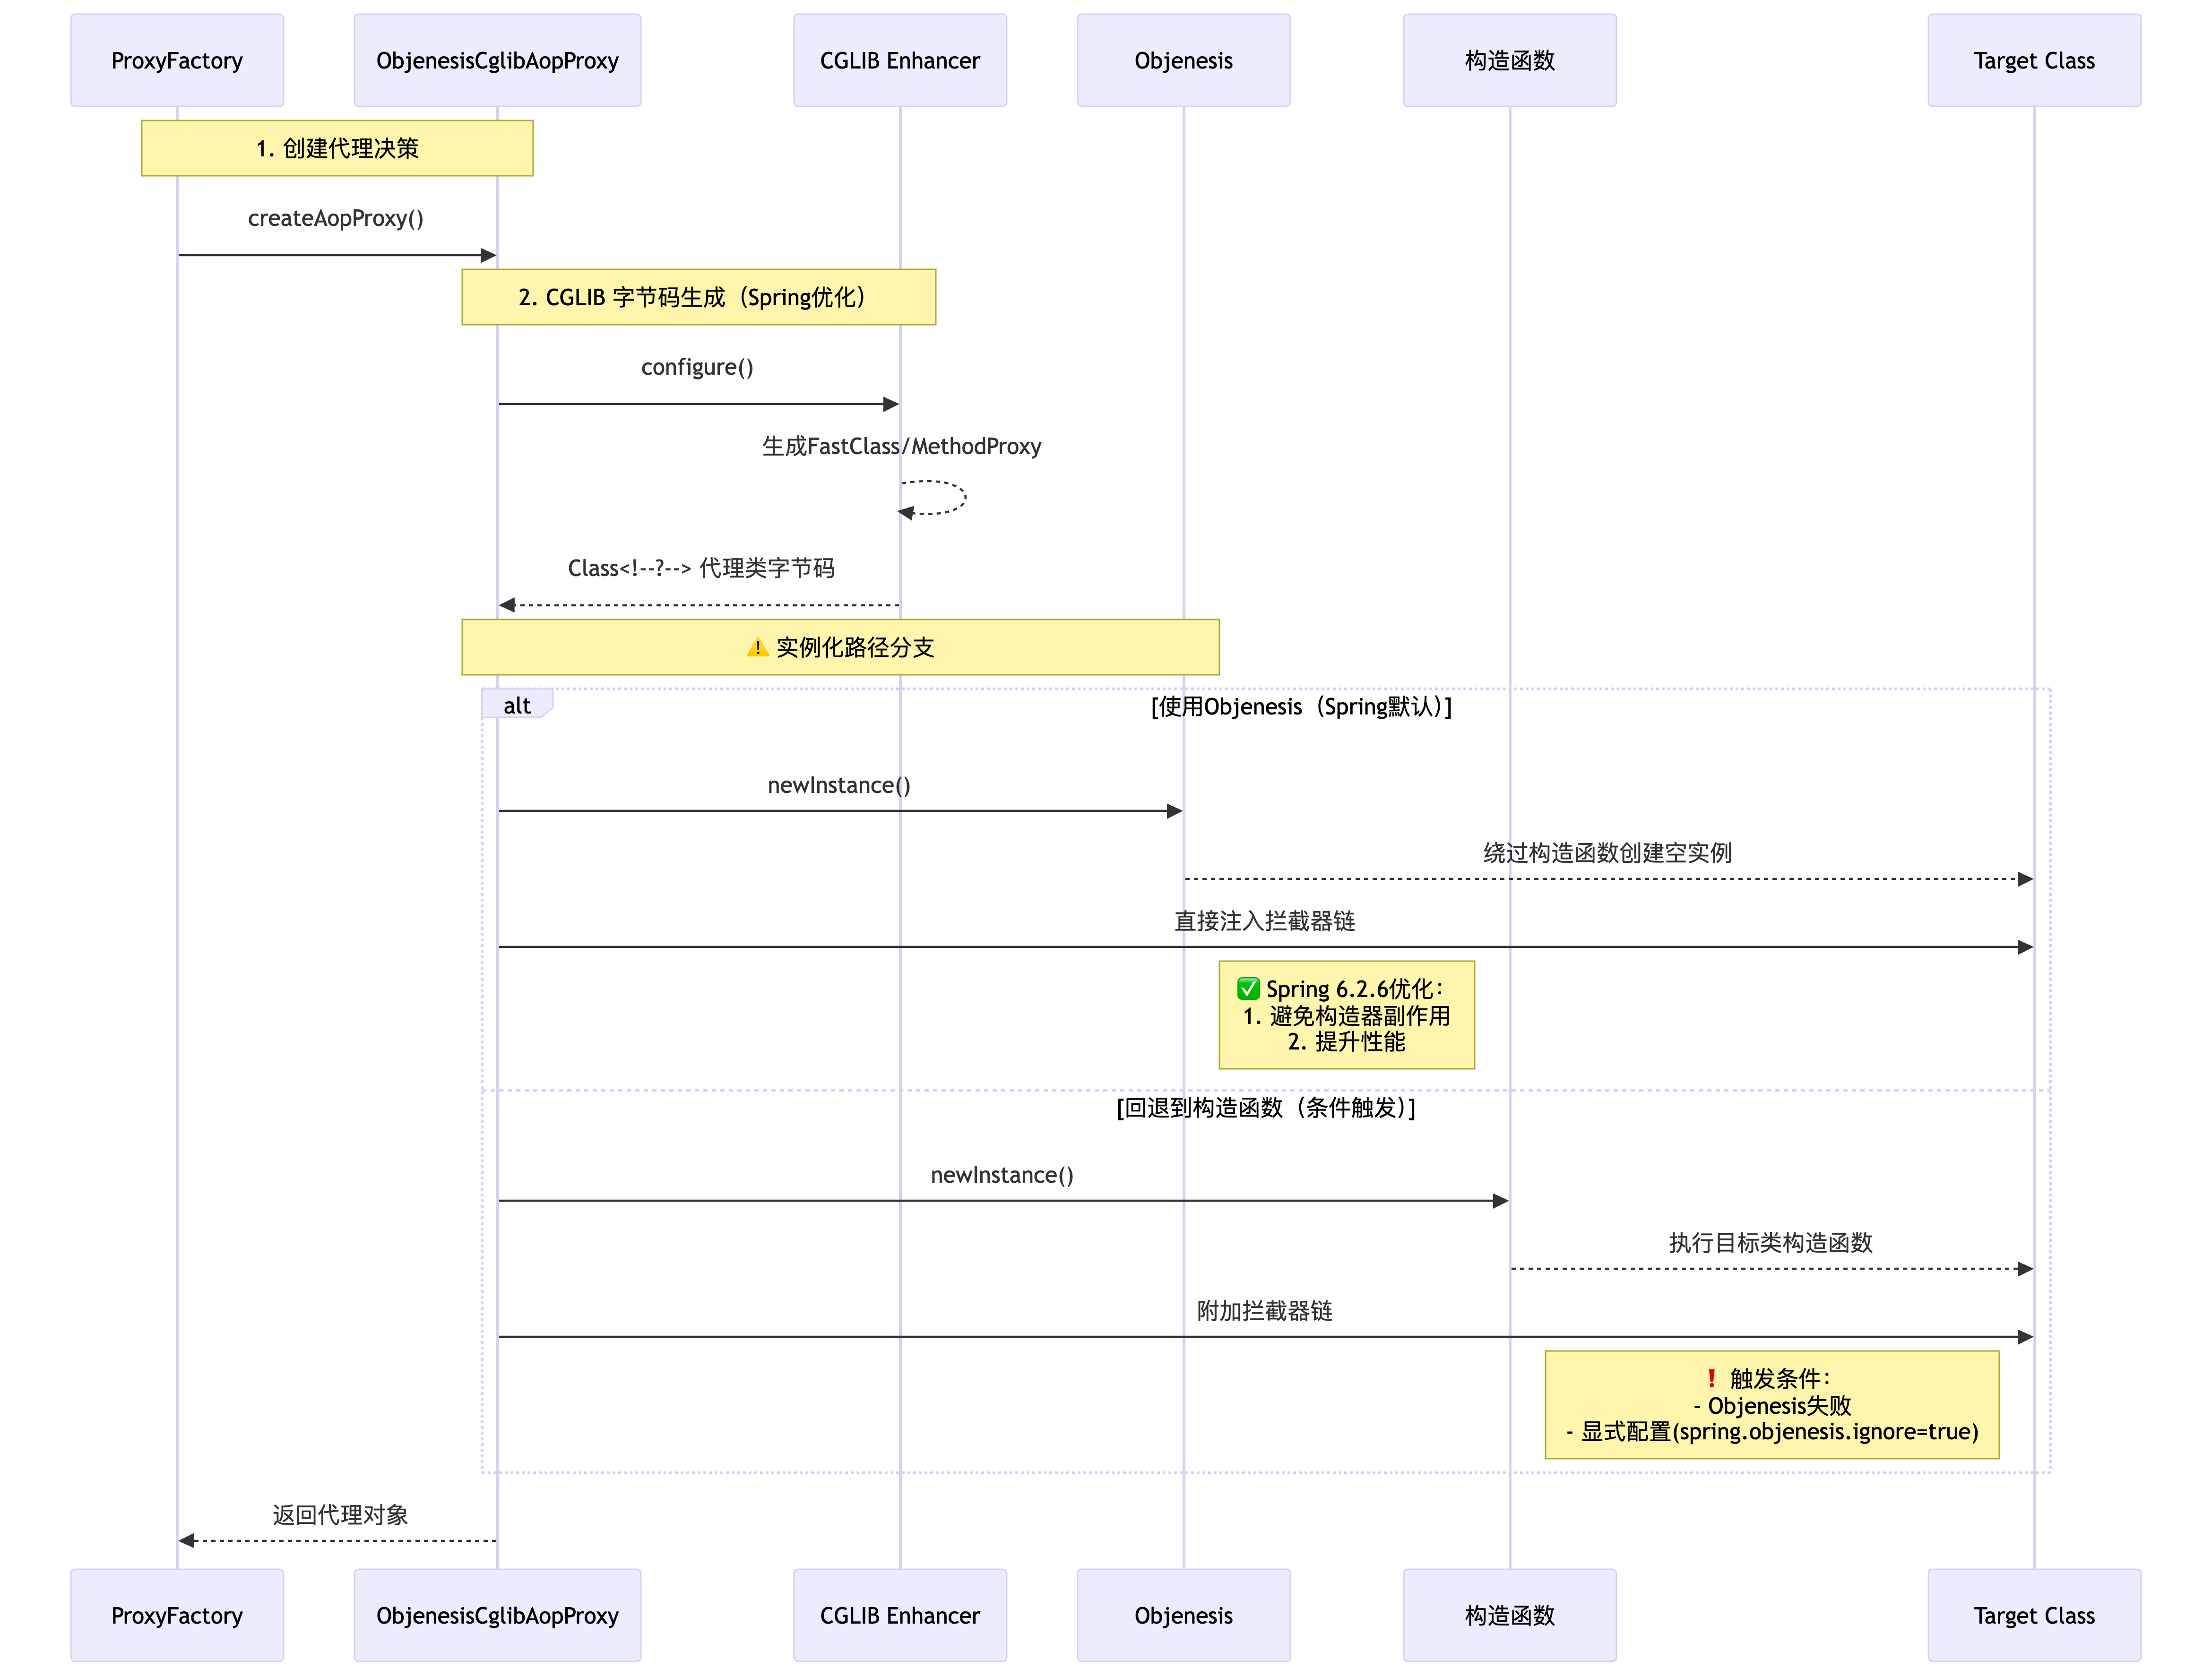 ProxyFactory
ObjenesisCglibAopProxy
CGLIB Enhancer
Objenesis
构造函数
Target Class
1. 创建代理决策
createAopProxy()
2. CGLIB 字节码生成（Spring优化）
configure()
生成FastClass/MethodProxy
Class<!--?--> 代理类字节码
⚠️ 实例化路径分支
alt
[使用Objenesis（Spring默认）]
newInstance()
绕过构造函数创建空实例
直接注入拦截器链
✅ Spring 6.2.6优化：
1. 避免构造器副作用
2. 提升性能
[回退到构造函数（条件触发）]
newInstance()
执行目标类构造函数
附加拦截器链
❗ 触发条件：
- Objenesis失败
- 显式配置(spring.objenesis.ignore=true)
返回代理对象
ProxyFactory
ObjenesisCglibAopProxy
CGLIB Enhancer
Objenesis
构造函数
Target Class